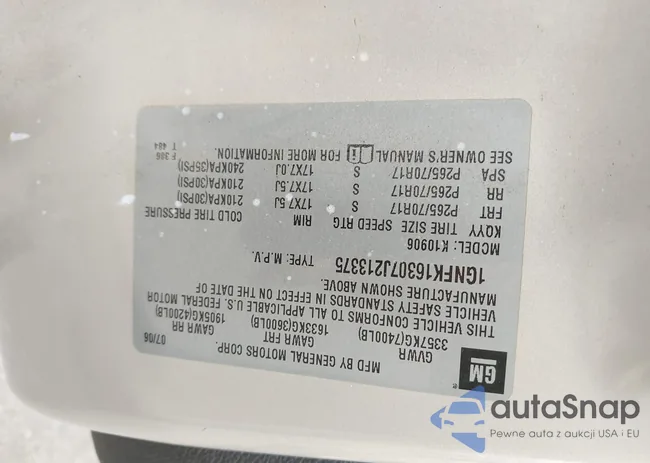 GM
®
MFD BY GENERAL MOTORS CORP.
07/06
GVWR GAWR FRT GAWR RR
3357KG(7400LB) 1633KG(3600LB) 1905KG(4200LB)
THIS VEHICLE CONFORMS TO ALL APPLICABLE U.S. FEDERAL MOTOR
VEHICLE SAFETY STANDARDS IN EFFECT ON THE DATE OF
MANUFACTURE SHOWN ABOVE.
1GNFK16307J213375 TYPE: M.P.V.
MODEL: K10906
KQYY TIRE SIZE SPEED RTG RIM COLD TIRE PRESSURE
FRT P265/70R17 S 17X7.5J 210KPA(30PSI)
RR P265/70R17 S 17X7.5J 210KPA(30PSI)
SPA P265/70R17 S 17X7.0J 240KPA(35PSI)
SEE OWNER'S MANUAL FOR MORE INFORMATION.
F 306
T 484
autaSnap
Pewne auta z aukcji USA i EU